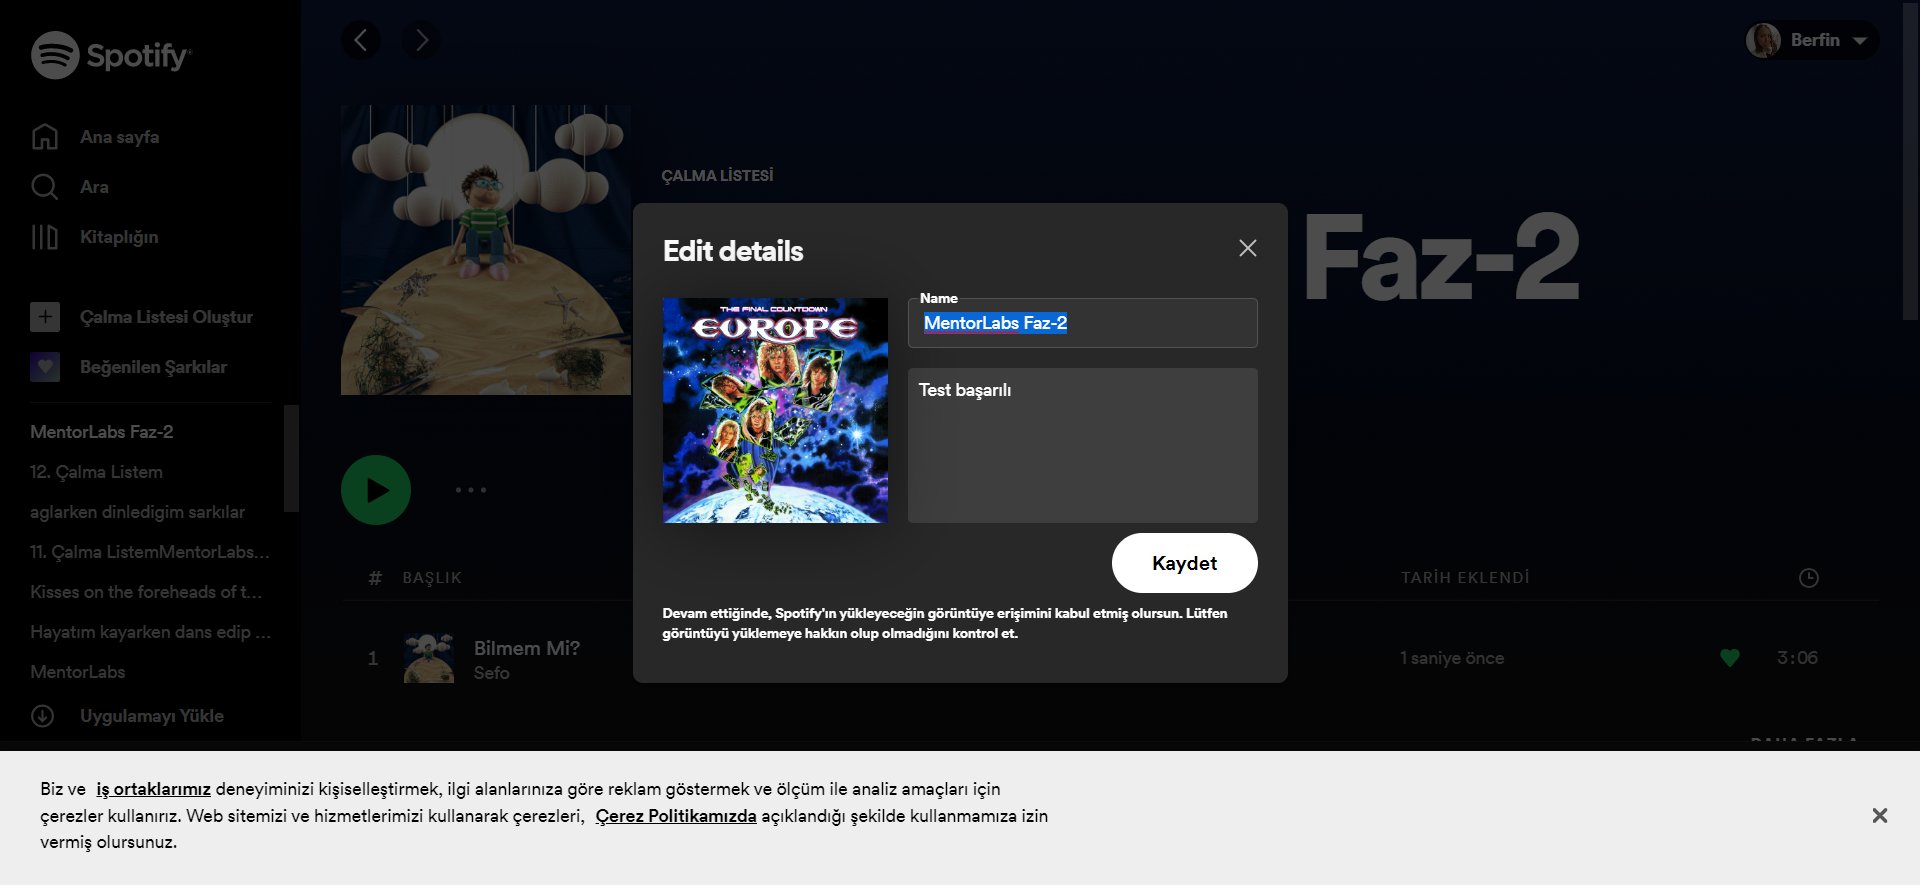 Spotify
Berfin
Ana sayfa
Ara
Kitaplığın
Çalma Listesi Oluştur
Beğenilen Şarkılar
MentorLabs Faz-2
12. Çalma Listem
aglarken dinledigim sarkılar
11. Çalma ListemMentorLabs...
Kisses on the foreheads of t...
Hayatım kayarken dans edip ...
MentorLabs
Uygulamayı Yükle
ÇALMA LİSTESİ
Faz-2
Edit details
THE FINAL COUNTDOWN
EUROPE
Name
MentorLabs Faz-2
Test başarılı
Kaydet
Devam ettiğinde, Spotify'ın yükleyeceğin görüntüye erişimini kabul etmiş olursun. Lütfen
görüntüyü yüklemeye hakkın olup olmadığını kontrol et.
# BAŞLIK
TARİH EKLENDİ
1
Bilmem Mi?
Sefo
1 saniye önce
3:06
DAHA FAZLA
Biz ve iş ortaklarımız deneyiminizi kişiselleştirmek, ilgi alanlarınıza göre reklam göstermek ve ölçüm ile analiz amaçları için
çerezler kullanırız. Web sitemizi ve hizmetlerimizi kullanarak çerezleri, Çerez Politikamızda açıklandığı şekilde kullanmamıza izin
vermiş olursunuz.